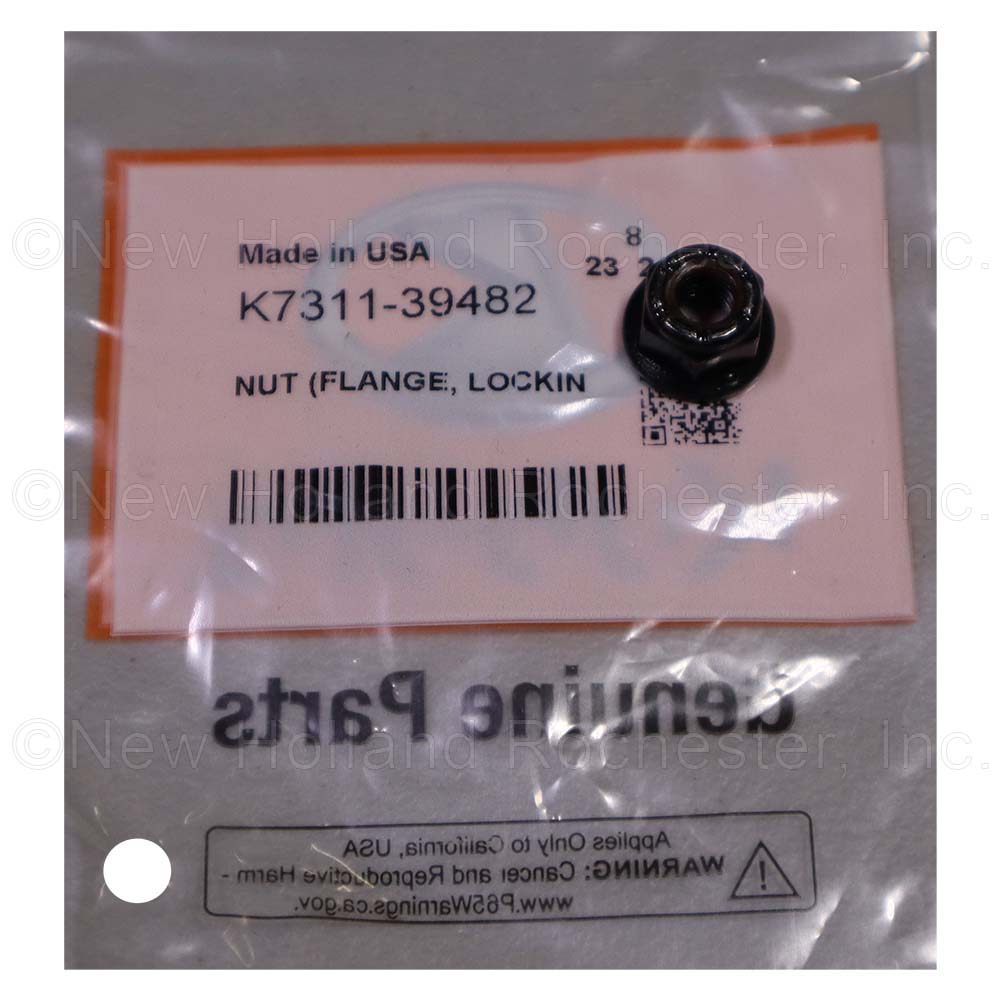 Made in USA
8
23 2
K7311-39482
NUT (FLANGE, LOCKIN
©New Holland Rochester, Inc.
©New Holland Rochester, Inc.
©New Holland Rochester, Inc.
Genuine Parts
Applies Only to California, USA
WARNING: Cancer and Reproductive Harm -
www.P65Warnings.ca.gov.